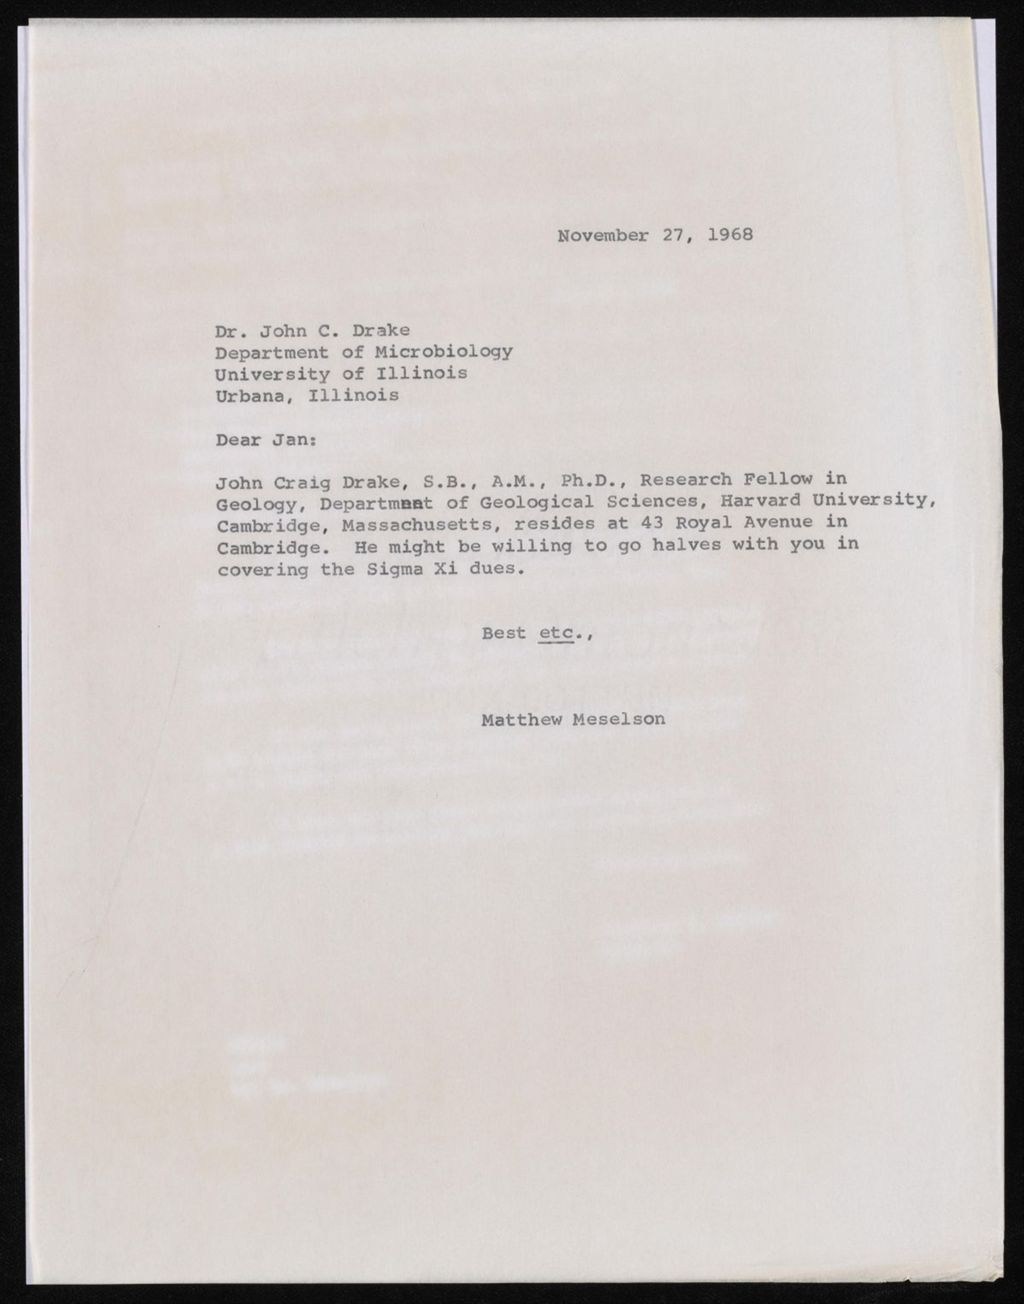 November 27, 1968
Dr. John C. Drake
Department of Microbiology
University of Illinois
Urbana, Illinois
Dear Jan:
John Craig Drake, S.B., A.M., Ph.D., Research Fellow in
Geology, Department of Geological Sciences, Harvard University,
Cambridge, Massachusetts, resides at 43 Royal Avenue in
Cambridge. He might be willing to go halves with you in
covering the Sigma Xi dues.
Best etc.,
Matthew Meselson